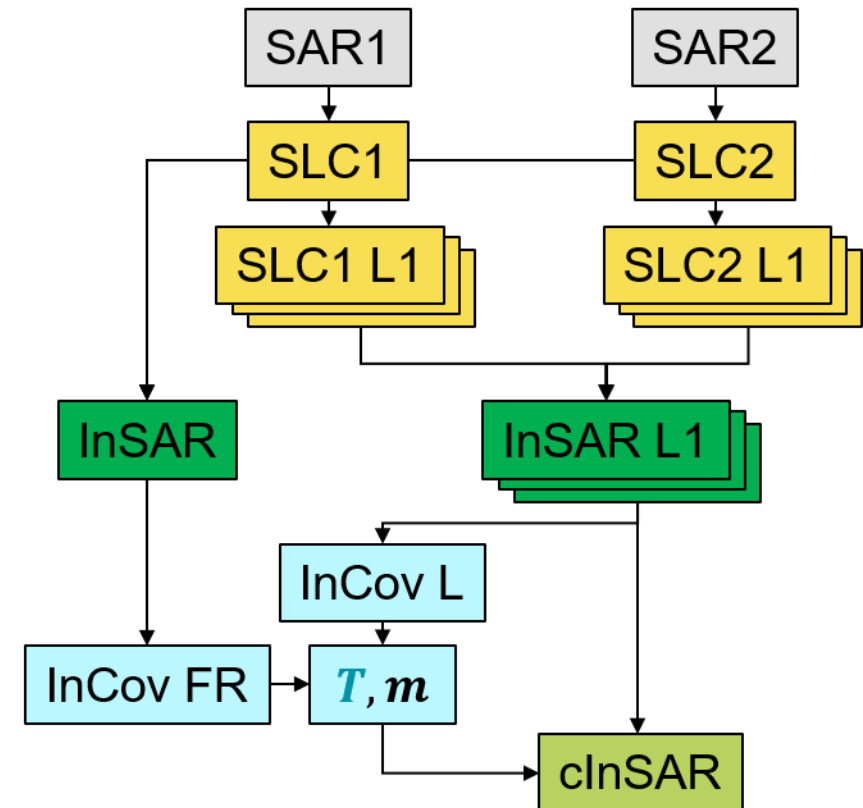 SAR1
SAR2
SLC1
SLC2
SLC1 L1
SLC2 L1
InSAR
InSAR L1
InCov L
InCov FR
T, m
cInSAR